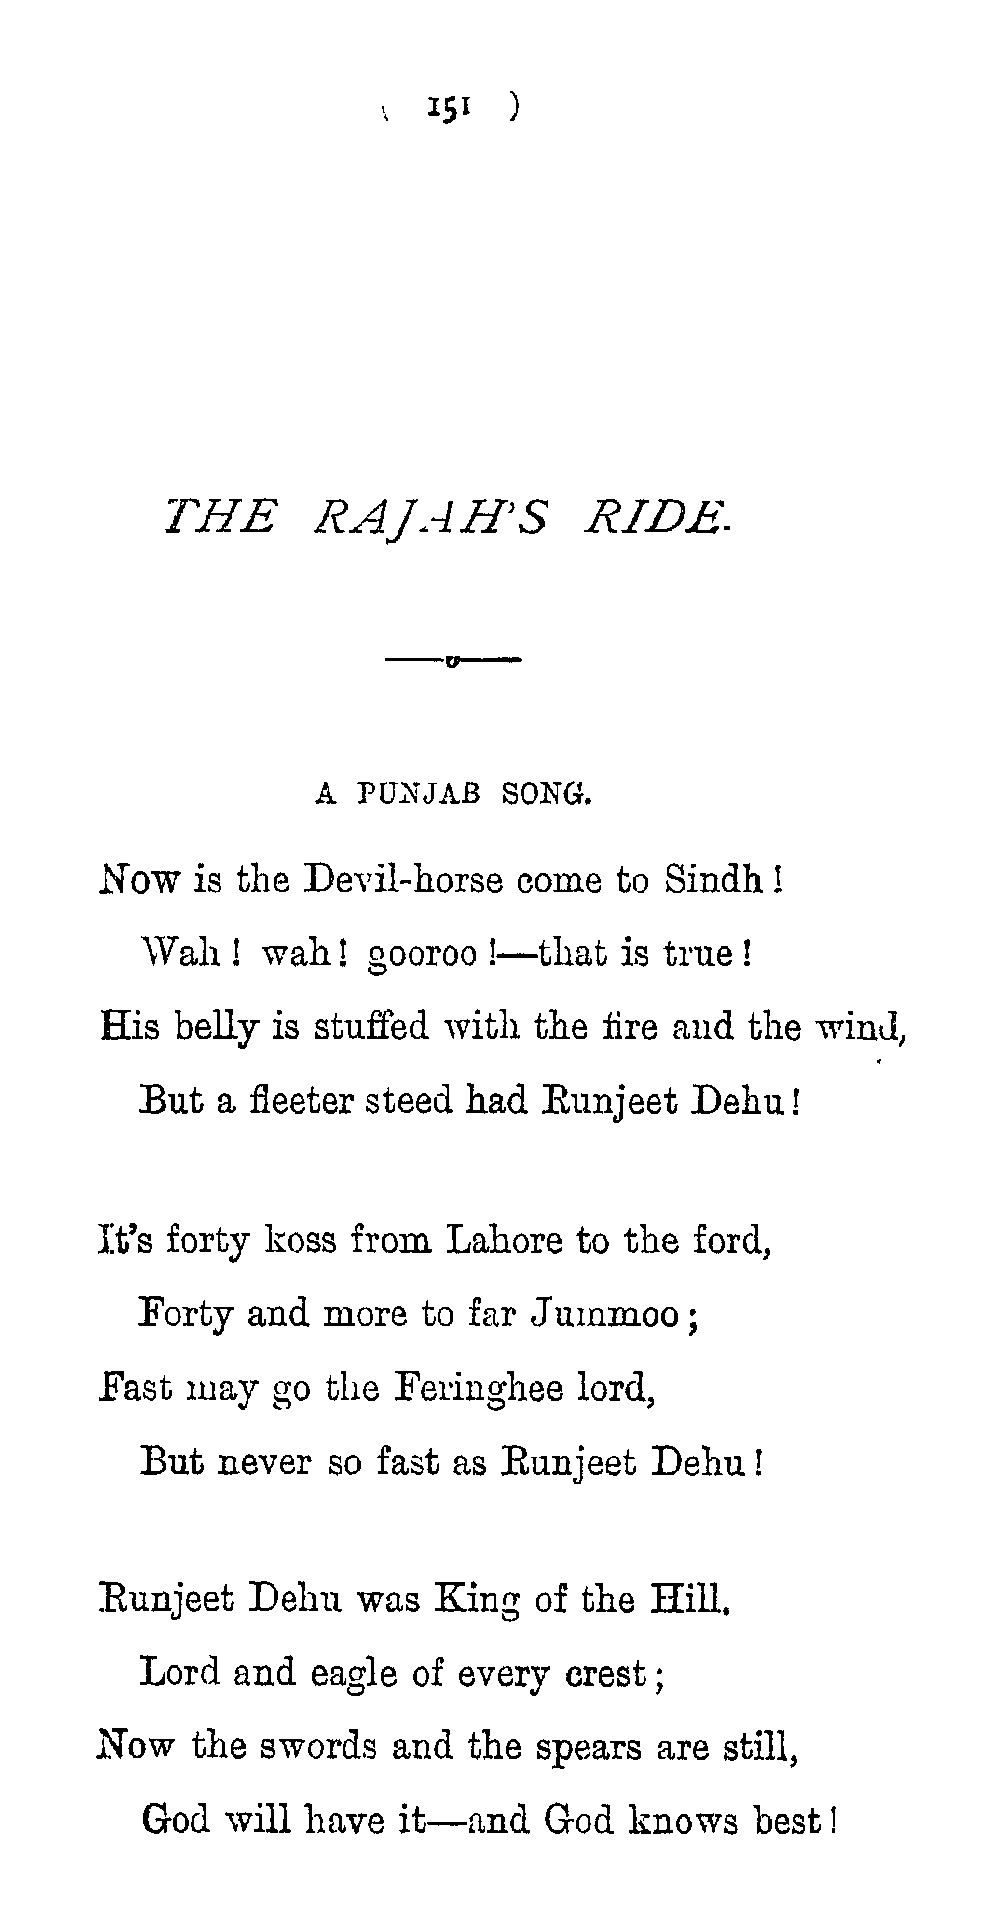 ( 151 )
THE RAJAH'S RIDE.
A PUNJAB SONG.
Now is the Devil-horse come to Sindh!
Wah! wah! gooroo!—that is true!
His belly is stuffed with the fire and the wind,
But a fleeter steed had Runjeet Dehu!
It's forty koss from Lahore to the ford,
Forty and more to far Jummoo;
Fast may go the Feringhee lord,
But never so fast as Runjeet Dehu!
Runjeet Dehu was King of the Hill.
Lord and eagle of every crest;
Now the swords and the spears are still,
God will have it—and God knows best!